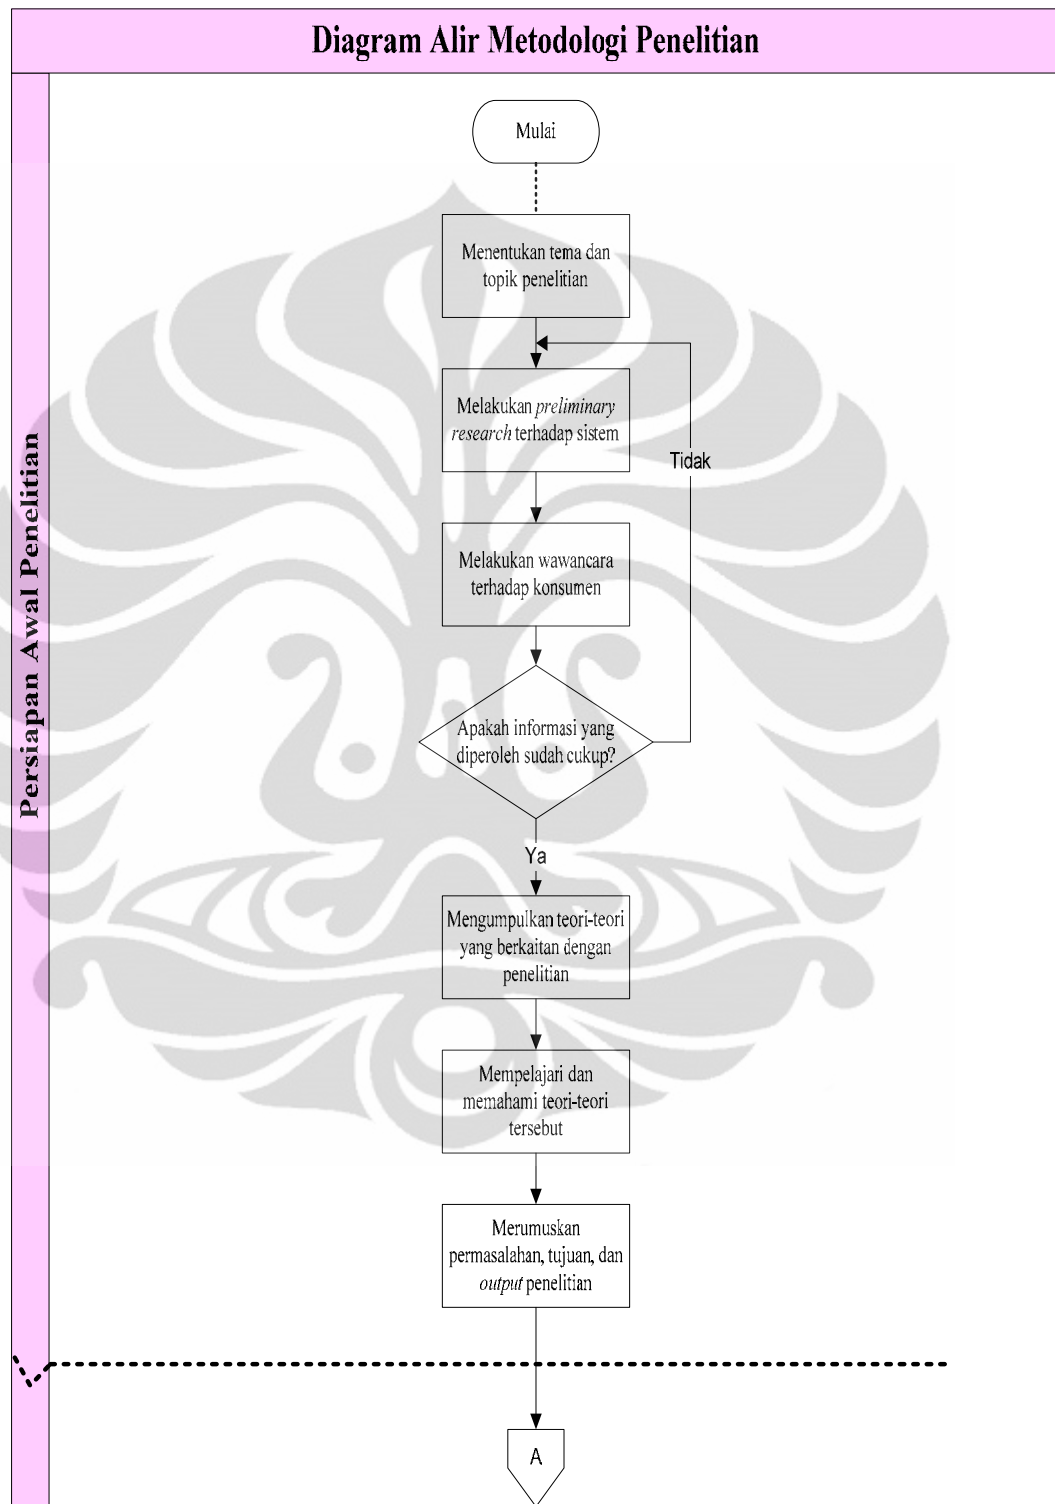 Diagram Alir Metodologi Penelitian
Persiapan Awal Penelitian
Mulai
Menentukan tema dan
topik penelitian
Melakukan preliminary
research terhadap sistem
Tidak
Melakukan wawancara
terhadap konsumen
Apakah informasi yang
diperoleh sudah cukup?
Ya
Mengumpulkan teori-teori
yang berkaitan dengan
penelitian
Mempelajari dan
memahami teori-teori
tersebut
Merumuskan
permasalahan, tujuan, dan
output penelitian
A